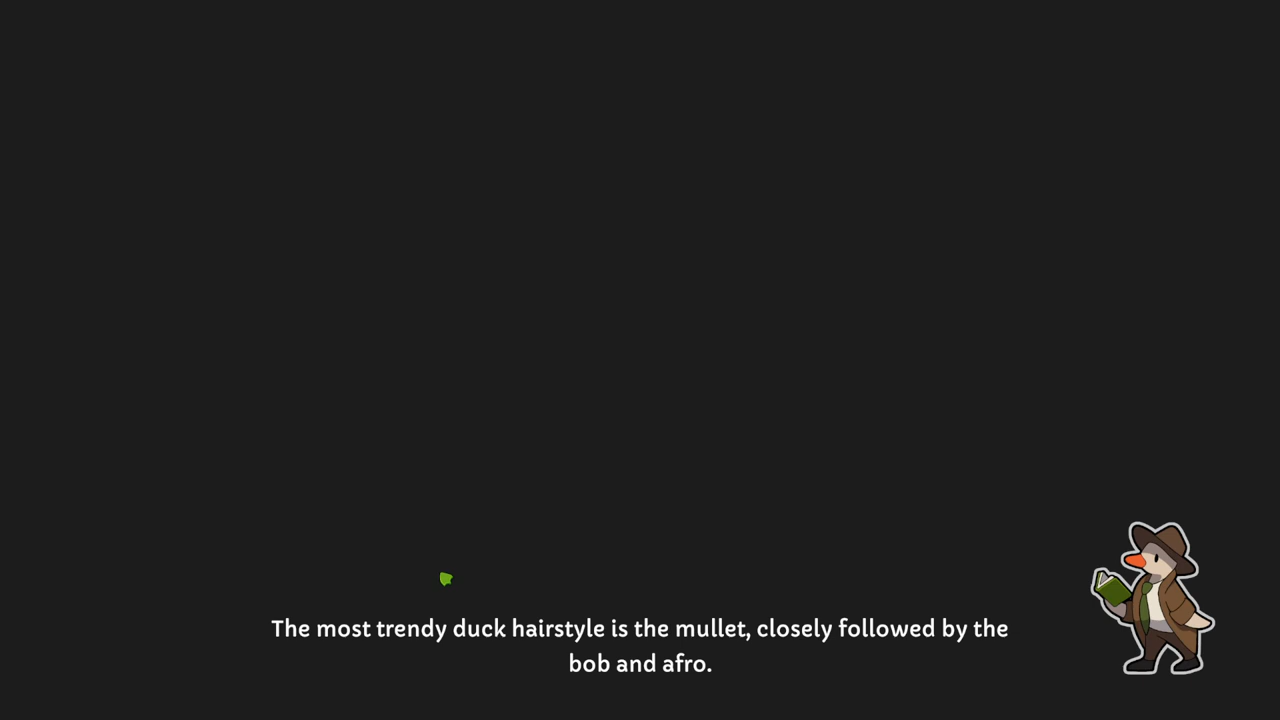 The most trendy duck hairstyle is the mullet, closely followed by the
bob and afro.